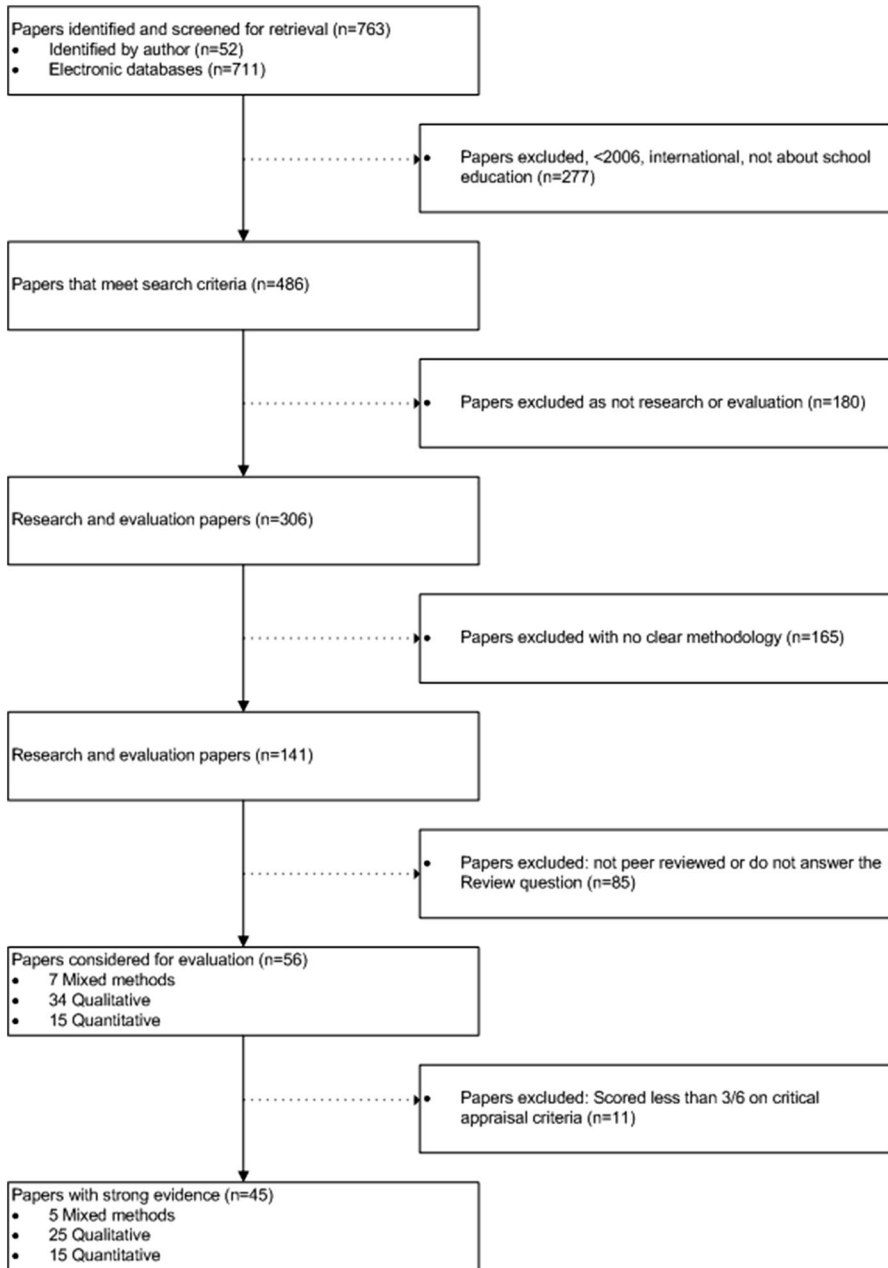 Papers identified and screened for retrieval (n=763)
• Identified by author (n=52)
• Electronic databases (n=711)
• Papers excluded, <2006, international, not about school
education (n=277)
Papers that meet search criteria (n=486)
• Papers excluded as not research or evaluation (n=180)
Research and evaluation papers (n=306)
• Papers excluded with no clear methodology (n=165)
Research and evaluation papers (n=141)
• Papers excluded: not peer reviewed or do not answer the
Review question (n=85)
Papers considered for evaluation (n=56)
• 7 Mixed methods
• 34 Qualitative
• 15 Quantitative
• Papers excluded: Scored less than 3/6 on critical
appraisal criteria (n=11)
Papers with strong evidence (n=45)
• 5 Mixed methods
• 25 Qualitative
• 15 Quantitative